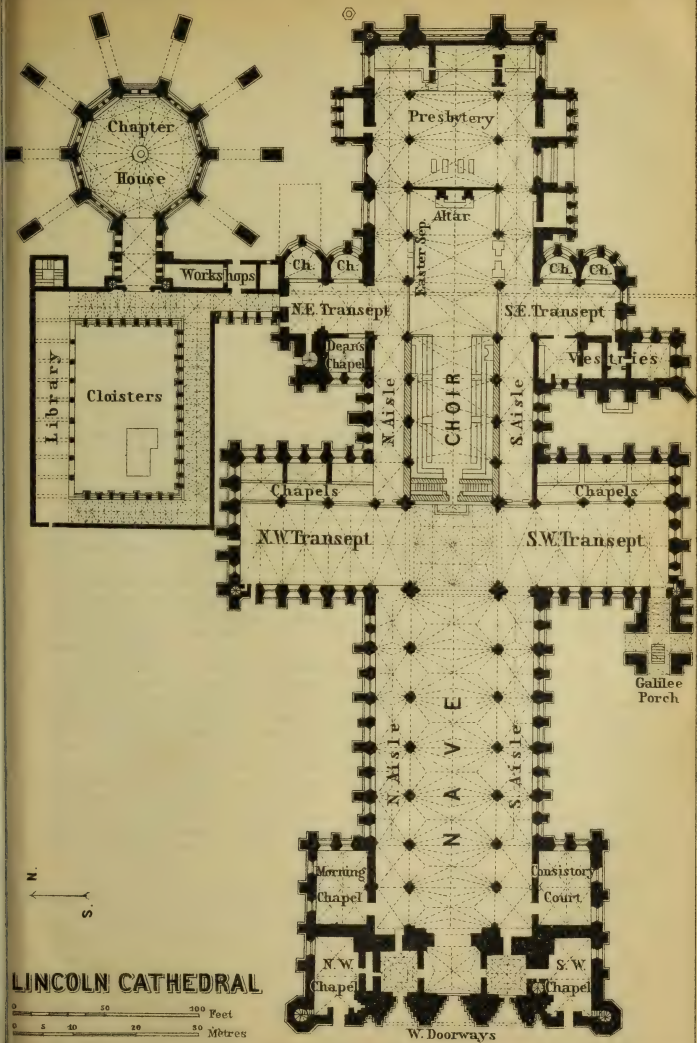 Chapter
House
Presbytery
Altar
Easter Sep.
Ch.
Ch.
Ch.
Ch.
Workshops
N.E. Transept
S.E. Transept
Dean's
Chapel
Vestries
Library
Cloisters
N. Aisle
CHOIR
S. Aisle
Chapels
Chapels
N.W. Transept
S.W. Transept
Galilee
Porch
N. Aisle
NAVE
S. Aisle
Morning
Chapel
Consistory
Court
N.
S.
N.W.
Chapel
S.W.
Chapel
LINCOLN CATHEDRAL
0 50 100 Feet
0 5 10 20 30 Metres
W. Doorways